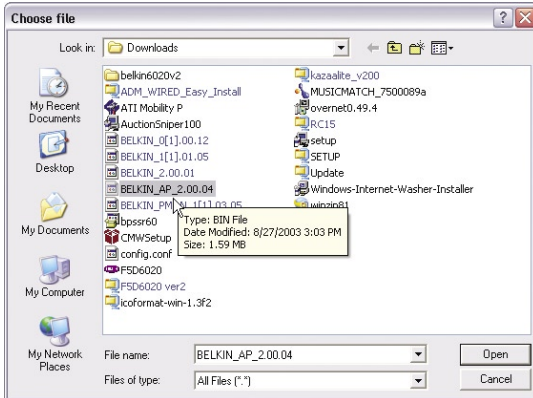 Choose file
Look in: Downloads
My Recent Documents
Desktop
My Documents
My Computer
My Network Places
belkin6020v2
ADM_WIRED_Easy_Install
ATI Mobility P
AuctionSniper100
BELKIN_0[1].00.12
BELKIN_1[1].01.05
BELKIN_2.00.01
BELKIN_AP_2.00.04
bpssr60
CMWSetup
config.conf
F5D6020
F5D6020 ver2
icoformat-win-1.3f2
kazaalite_v200
MUSICMATCH_7500089a
overnet0.49.4
RC15
setup
SETUP
Update
Windows-Internet-Washer-Installer
winzip81
Type: BIN File
Date Modified: 8/27/2003 3:03 PM
Size: 1.59 MB
File name: BELKIN_AP_2.00.04
Open
Files of type: All Files (*.*)
Cancel